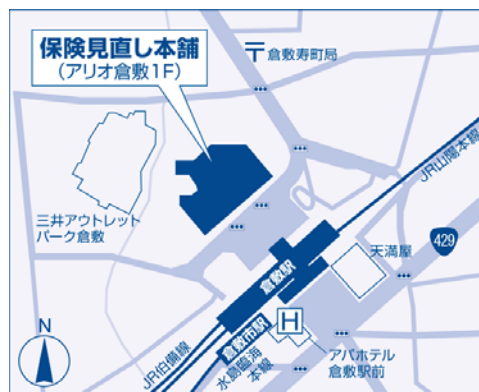 保険見直し本舗
(アリオ倉敷1F)
〒倉敷寿町局
三井アウトレット
パーク倉敷
JR山陽本線
429
天満屋
倉敷駅
倉敷市駅
H
アパホテル
倉敷駅前
水島臨海
本線
JR伯備線
N